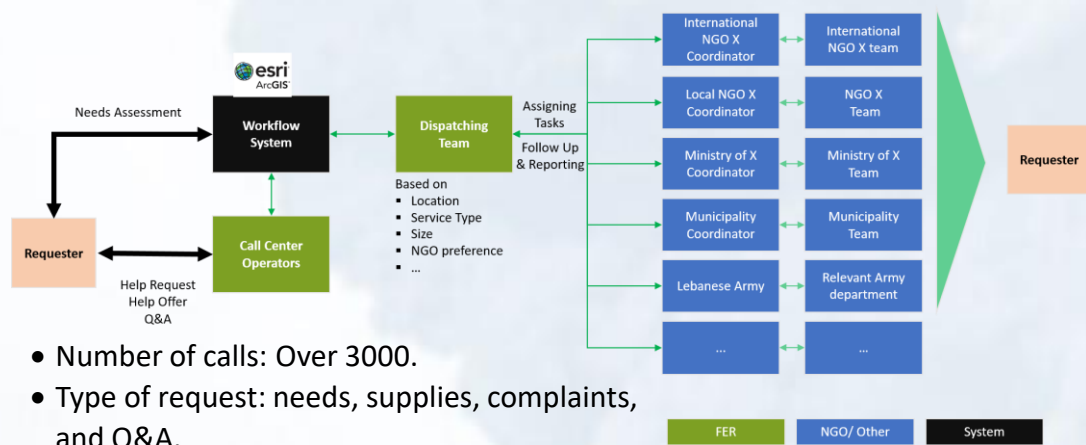 esri
ArcGIS
Needs Assessment
Workflow
System
Dispatching
Team
Assigning
Tasks
Follow Up
& Reporting
Based on
▪ Location
▪ Service Type
▪ Size
▪ NGO preference
▪ ...
Requester
Call Center
Operators
Help Request
Help Offer
Q&A
International
NGO X
Coordinator
International
NGO X team
Local NGO X
Coordinator
NGO X
Team
Ministry of X
Coordinator
Ministry of X
Team
Municipality
Coordinator
Municipality
Team
Lebanese Army
Relevant Army
department
...
...
Requester
• Number of calls: Over 3000.
• Type of request: needs, supplies, complaints,
and Q&A.
FER
NGO/ Other
System